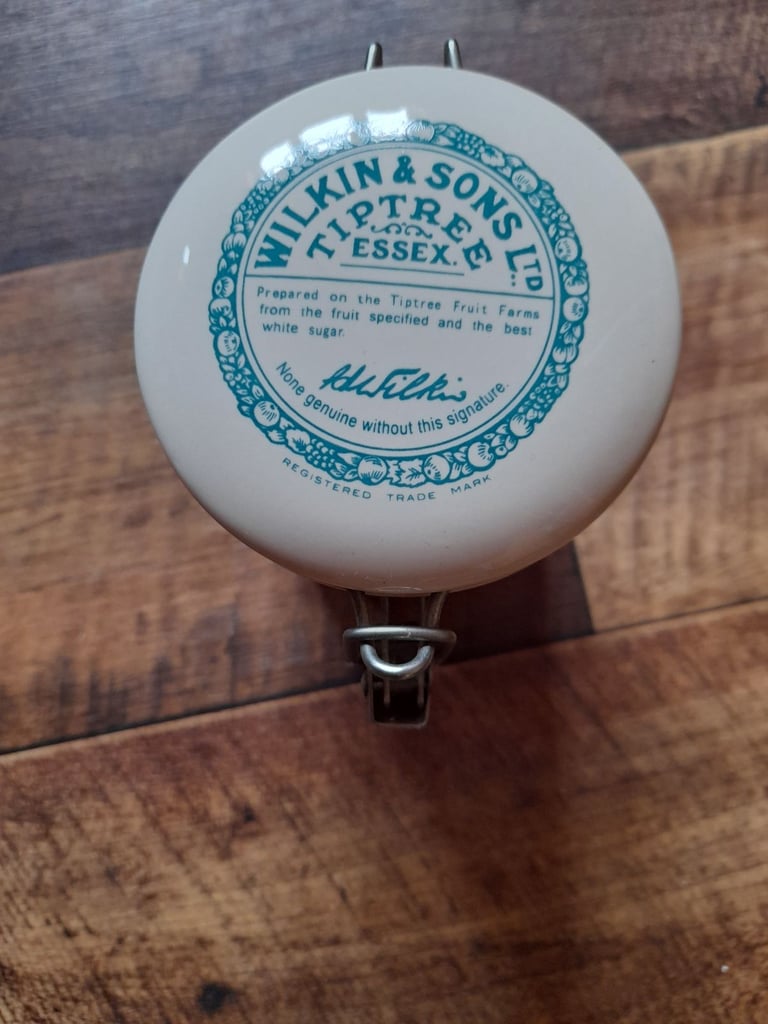 WILKIN & SONS LTD
TIPTREE
ESSEX.
Prepared on the Tiptree Fruit Farms
from the fruit specified and the best
white sugar.
None genuine without this signature.
REGISTERED TRADE MARK